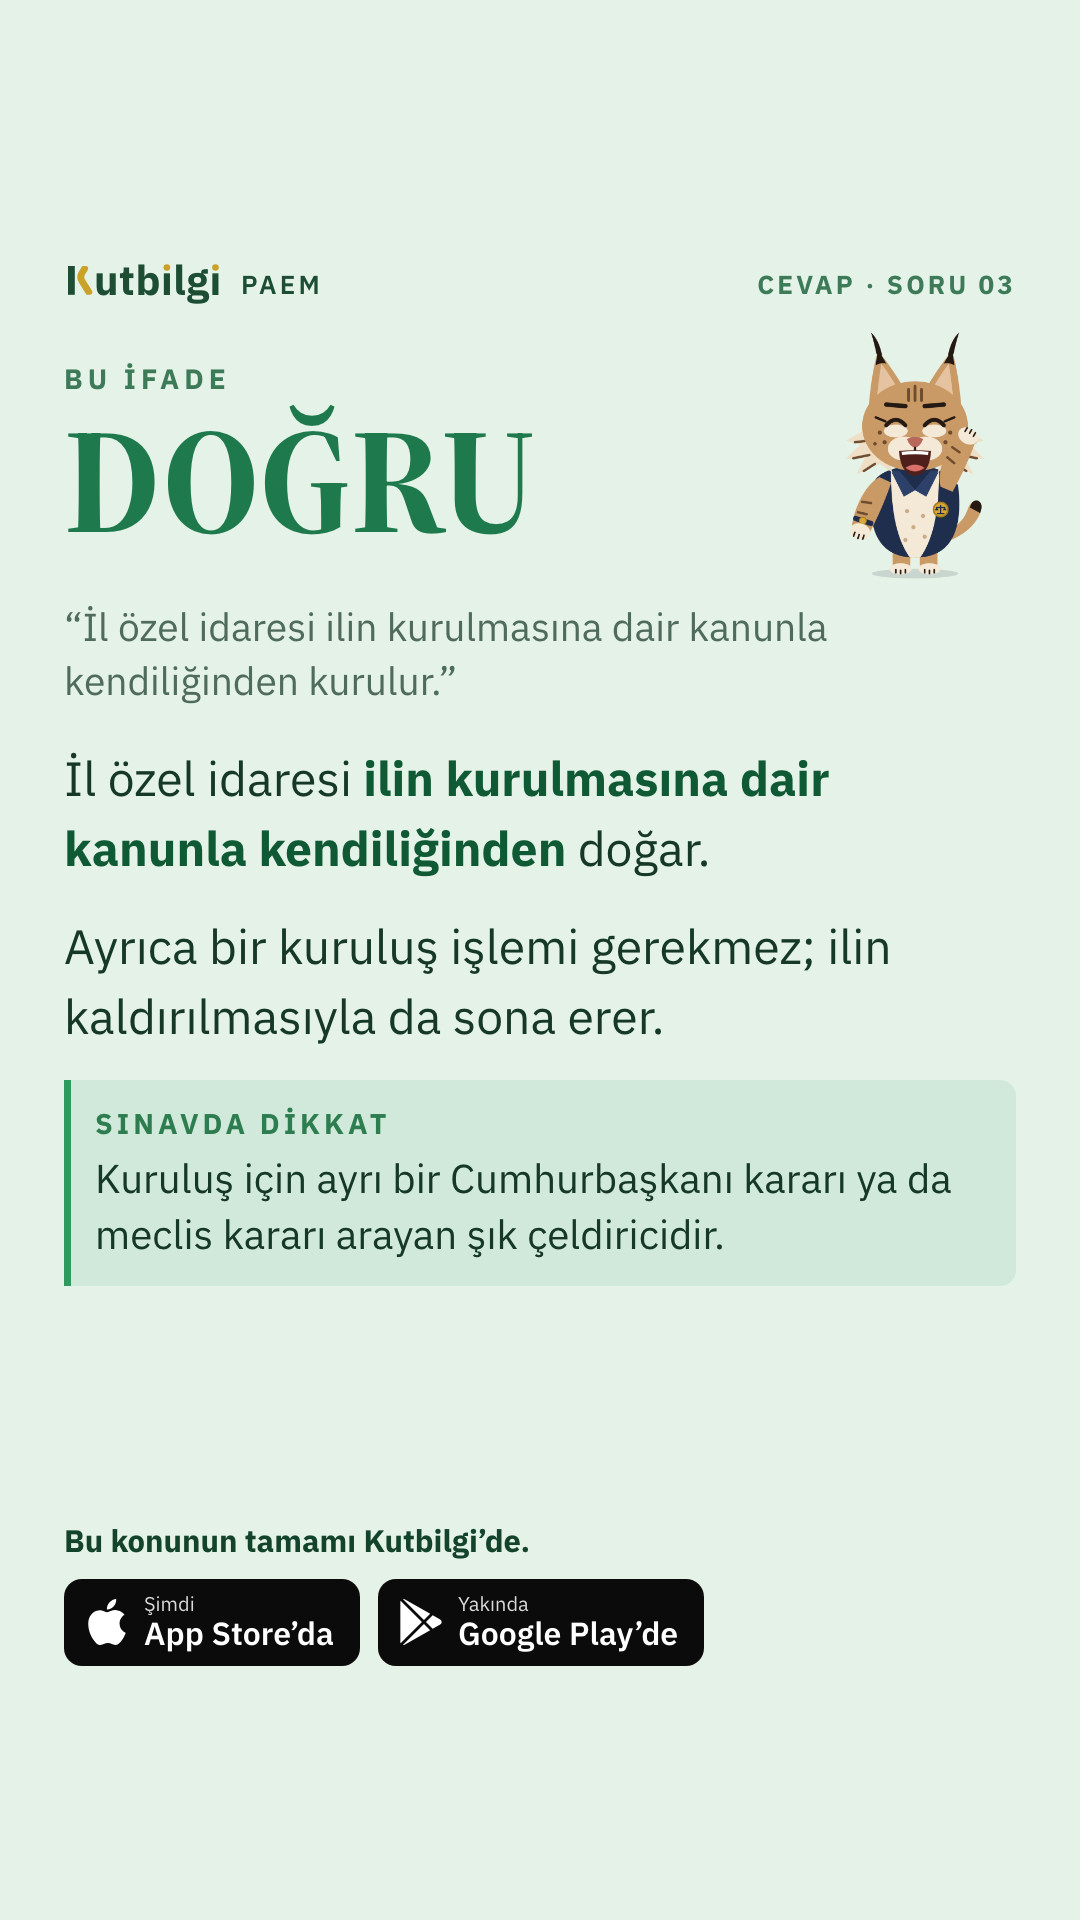 Kutbilgi PAEM
CEVAP · SORU 03
BU İFADE
DOĞRU
“İl özel idaresi ilin kurulmasına dair kanunla
kendiliğinden kurulur.”
İl özel idaresi ilin kurulmasına dair
kanunla kendiliğinden doğar.
Ayrıca bir kuruluş işlemi gerekmez; ilin
kaldırılmasıyla da sona erer.
SINAVDA DİKKAT
Kuruluş için ayrı bir Cumhurbaşkanı kararı ya da
meclis kararı arayan şık çeldiricidir.
Bu konunun tamamı Kutbilgi’de.
Şimdi
App Store’da
Yakında
Google Play’de